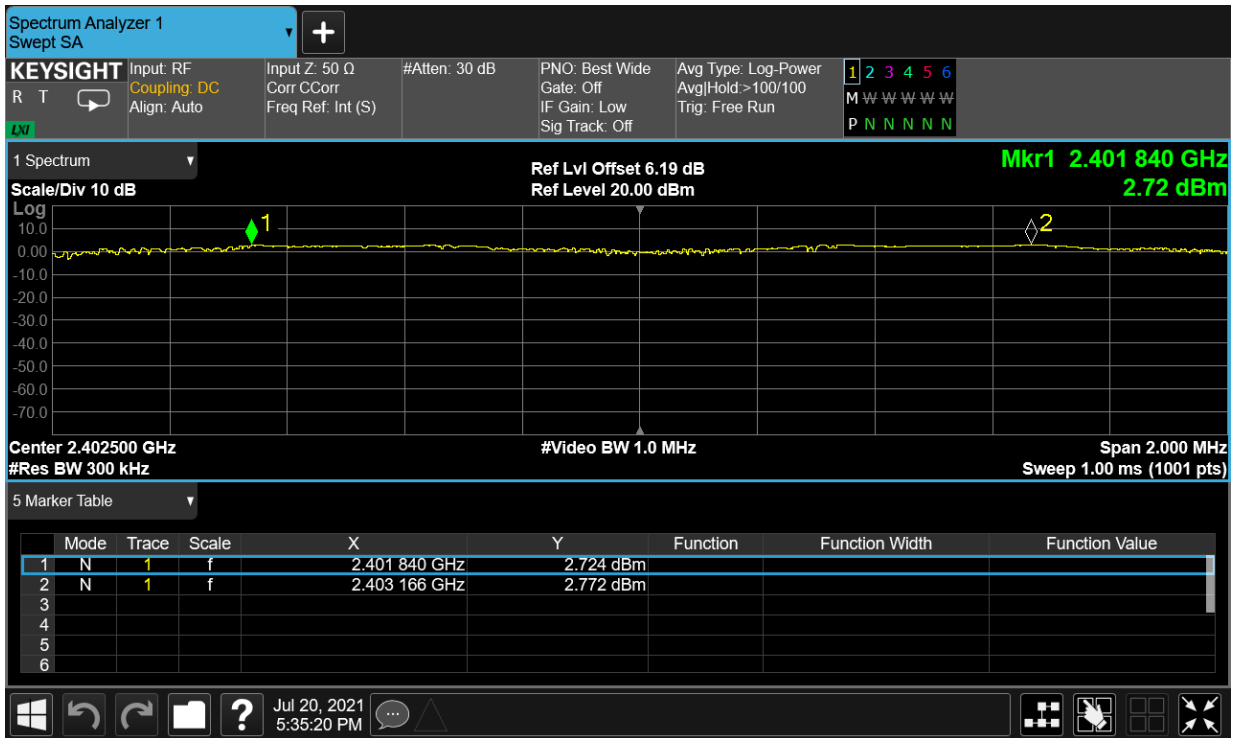 Spectrum Analyzer 1
Swept SA
KEYSIGHT
R T
LXI
Input: RF
Coupling: DC
Align: Auto
Input Z: 50 Ω
Corr CCorr
Freq Ref: Int (S)
#Atten: 30 dB
PNO: Best Wide
Gate: Off
IF Gain: Low
Sig Track: Off
Avg Type: Log-Power
Avg|Hold:>100/100
Trig: Free Run
1 2 3 4 5 6
M W W W W W
P N N N N N
1 Spectrum
Scale/Div 10 dB
Ref Lvl Offset 6.19 dB
Ref Level 20.00 dBm
Mkr1 2.401 840 GHz
2.72 dBm
Log
10.0
0.00
-10.0
-20.0
-30.0
-40.0
-50.0
-60.0
-70.0
1
2
Center 2.402500 GHz
#Res BW 300 kHz
#Video BW 1.0 MHz
Span 2.000 MHz
Sweep 1.00 ms (1001 pts)
5 Marker Table
Mode Trace Scale X Y Function Function Width Function Value
1 N 1 f 2.401 840 GHz 2.724 dBm
2 N 1 f 2.403 166 GHz 2.772 dBm
3
4
5
6
?
Jul 20, 2021
5:35:20 PM